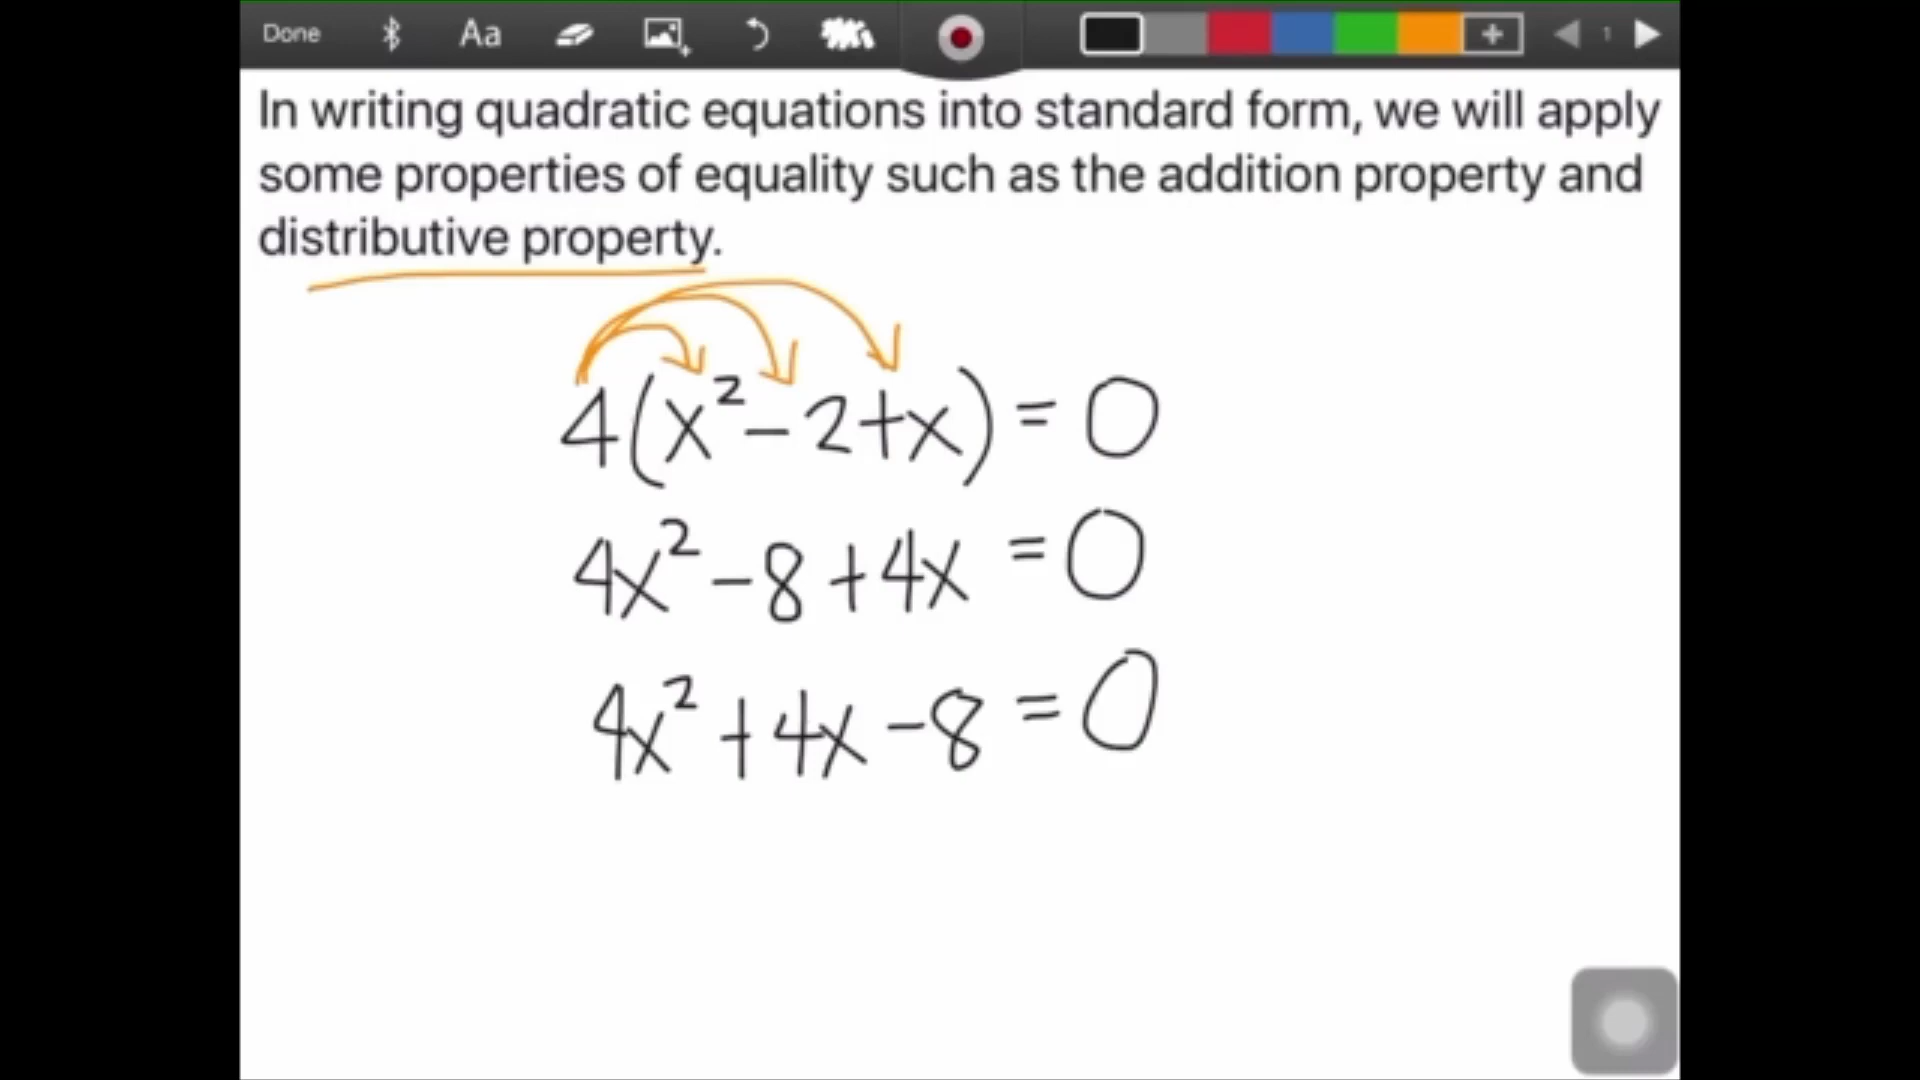 Done Aa 1
In writing quadratic equations into standard form, we will apply
some properties of equality such as the addition property and
distributive property.
4(x²-2+x)=0
4x²-8+4x=0
4x²+4x-8=0